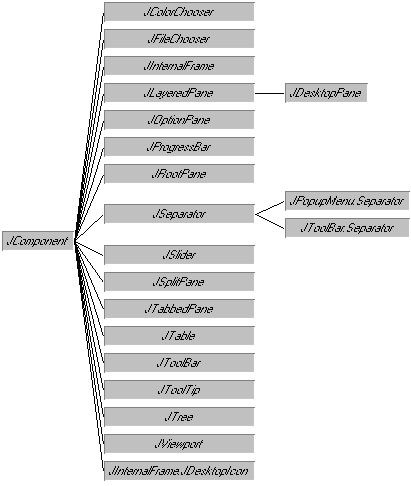 JColorChooser
JFileChooser
JInternalFrame
JLayeredPane
JDesktopPane
JOptionPane
JProgressBar
JRootPane
JPopupMenu.Separator
JSeparator
JToolBar.Separator
JComponent
JSlider
JSplitPane
JTabbedPane
JTable
JToolBar
JToolTip
JTree
JViewport
JInternalFrame.JDesktopIcon